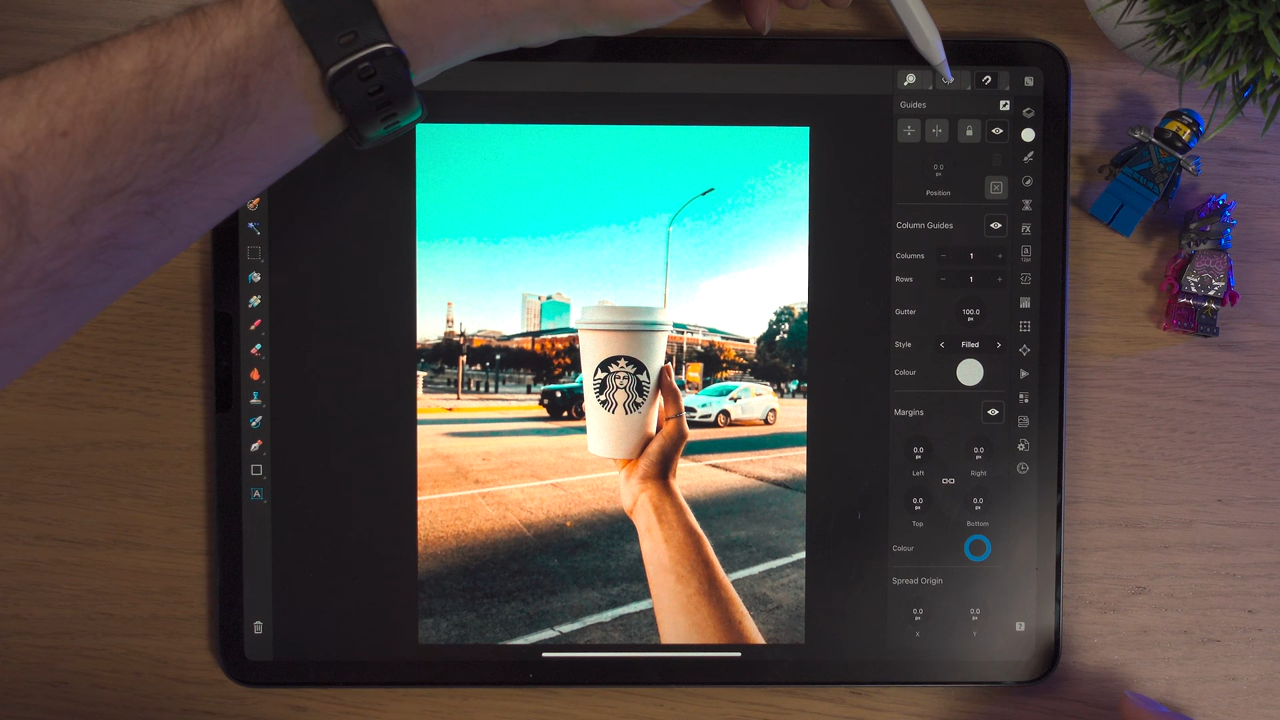 Guides
0.0
px
Position
Column Guides
Columns
−
1
+
Rows
−
1
+
Gutter
100.0
px
Style
<
Filled
>
Colour
Margins
0.0
px
0.0
px
Left
Right
0.0
px
0.0
px
Top
Bottom
Colour
Spread Origin
0.0
px
0.0
px
X
Y
FX
a
12pt
A
?